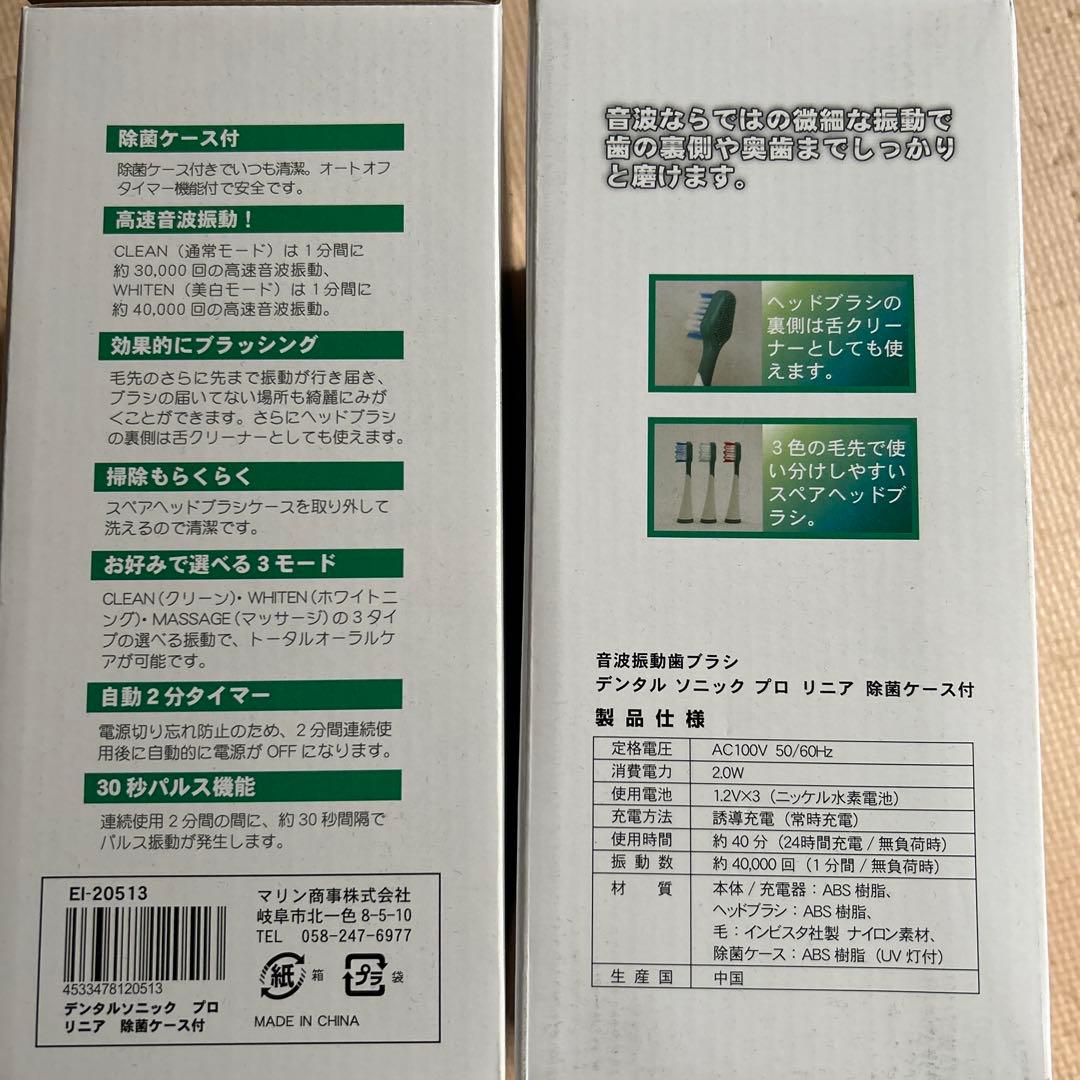 除菌ケース付
除菌ケース付きでいつも清潔。オートオフ
タイマー機能付で安全です。
高速音波振動！
CLEAN（通常モード）は１分間に
約 30,000 回の高速音波振動、
WHITEN（美白モード）は１分間に
約 40,000 回の高速音波振動。
効果的にブラッシング
毛先のさらに先まで振動が行き届き、
ブラシの届いてない場所も綺麗にみが
くことができます。さらにヘッドブラシ
の裏側は舌クリーナーとしても使えます。
掃除もらくらく
スペアヘッドブラシケースを取り外して
洗えるので清潔です。
お好みで選べる３モード
CLEAN（クリーン）・WHITEN（ホワイトニ
ング）・MASSAGE（マッサージ）の３タイ
プの選べる振動で、トータルオーラルケ
アが可能です。
自動２分タイマー
電源切り忘れ防止のため、２分間連続使
用後に自動的に電源が OFF になります。
30 秒パルス機能
連続使用２分間の間に、約 30 秒間隔で
パルス振動が発生します。
EI-20513
4533478120513
デンタルソニック　プロ
リニア　除菌ケース付
マリン商事株式会社
岐阜市北一色 8-5-10
TEL　058-247-6977
紙 箱 プラ 袋
MADE IN CHINA
音波ならではの微細な振動で
歯の裏側や奥歯までしっかり
と磨けます。
ヘッドブラシの
裏側は舌クリー
ナーとしても使
えます。
３色の毛先で使
い分けしやすい
スペアヘッドブ
ラシ。
音波振動歯ブラシ
デンタル ソニック プロ リニア 除菌ケース付
製品仕様
定格電圧 AC100V 50/60Hz
消費電力 2.0W
使用電池 1.2V×3（ニッケル水素電池）
充電方法 誘導充電（常時充電）
使用時間 約 40 分（24時間充電 / 無負荷時）
振動数 約 40,000 回（１分間 / 無負荷時）
材質 本体 / 充電器：ABS 樹脂、
ヘッドブラシ：ABS 樹脂、
毛：インビスタ社製 ナイロン素材、
除菌ケース：ABS 樹脂（UV 灯付）
生産国 中国